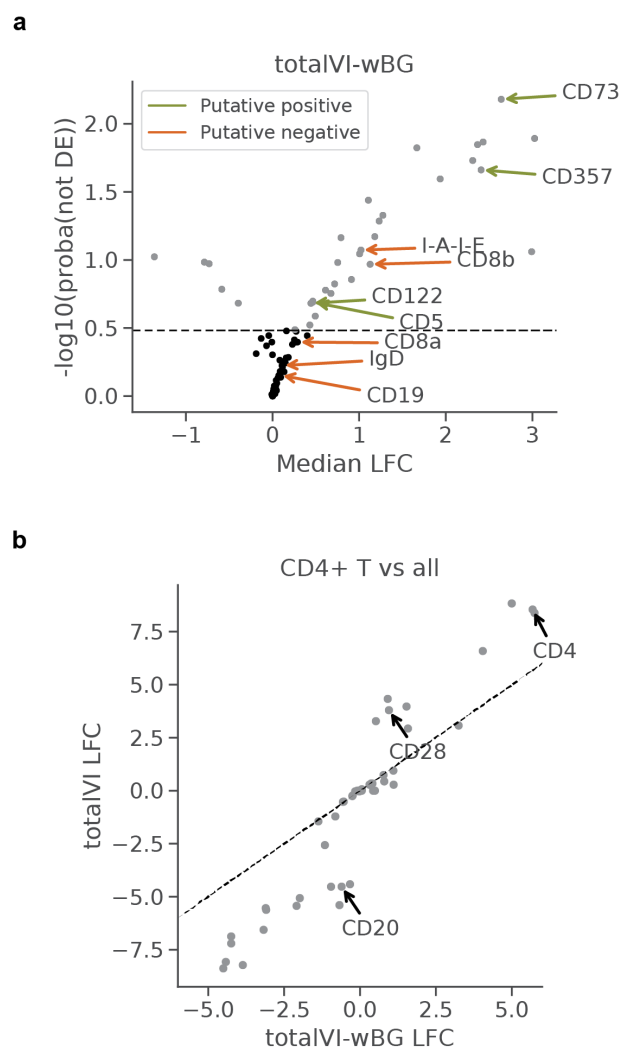 a
totalVI-wBG
Putative positive
Putative negative
CD73
CD357
I-A-I-E
CD8b
CD122
CD5
CD8a
IgD
CD19
-log10(proba(not DE))
2.0
1.5
1.0
0.5
0.0
−1
0
1
2
3
Median LFC
b
CD4+ T vs all
CD4
CD28
CD20
totalVI LFC
7.5
5.0
2.5
0.0
−2.5
−5.0
−7.5
−5.0
−2.5
0.0
2.5
5.0
totalVI-wBG LFC